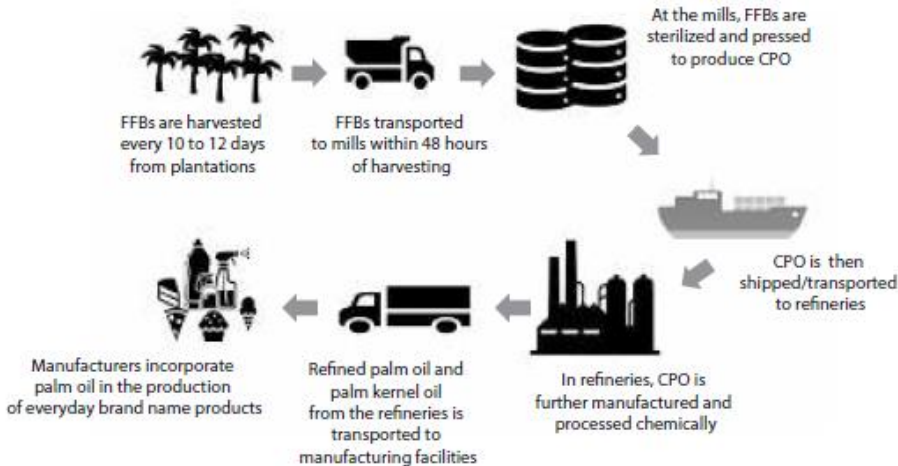 At the mills, FFBs are
sterilized and pressed
to produce CPO
FFBs are harvested
every 10 to 12 days
from plantations
FFBs transported
to mills within 48 hours
of harvesting
CPO is then
shipped/transported
to refineries
In refineries, CPO is
further manufactured and
processed chemically
Refined palm oil and
palm kernel oil
from the refineries is
transported to
manufacturing facilities
Manufacturers incorporate
palm oil in the production
of everyday brand name products